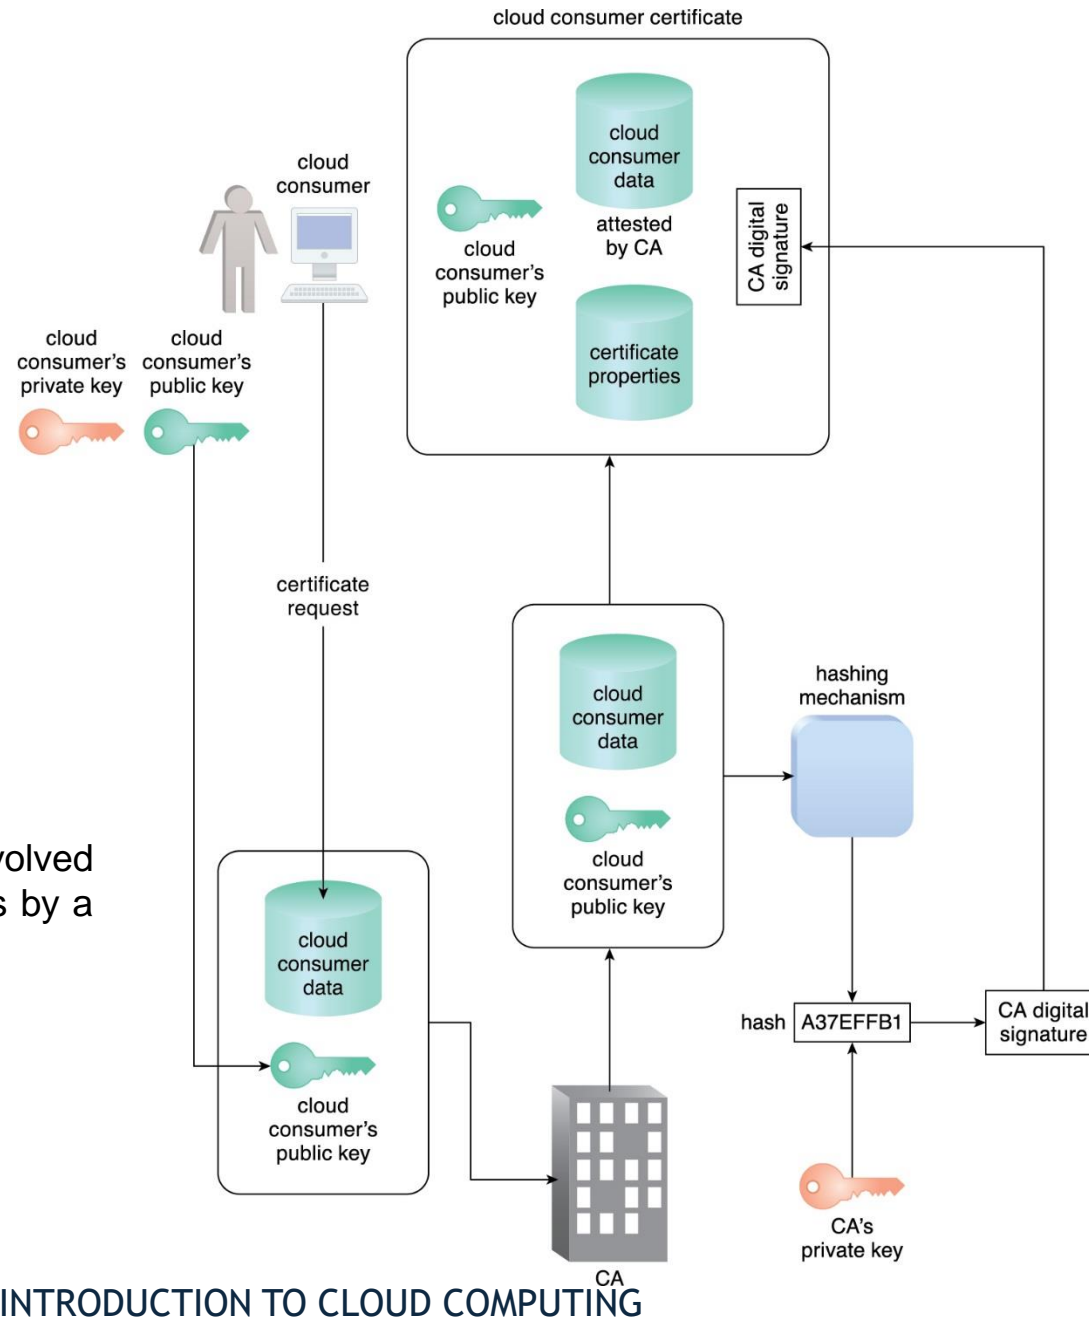 cloud consumer certificate
cloud
consumer
data
attested
by CA
cloud
consumer's
public key
CA digital
signature
certificate
properties
cloud
consumer
cloud
consumer's
private key
cloud
consumer's
public key
certificate
request
cloud
consumer
data
cloud
consumer's
public key
hashing
mechanism
volved
s by a
cloud
consumer
data
cloud
consumer's
public key
hash
A37EFFB1
CA digital
signature
CA's
private key
CA
INTRODUCTION TO CLOUD COMPUTING